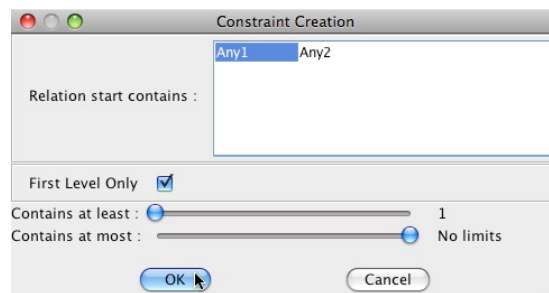 Constraint Creation
Any1 Any2
Relation start contains :
First Level Only
Contains at least : 1
Contains at most : No limits
OK Cancel